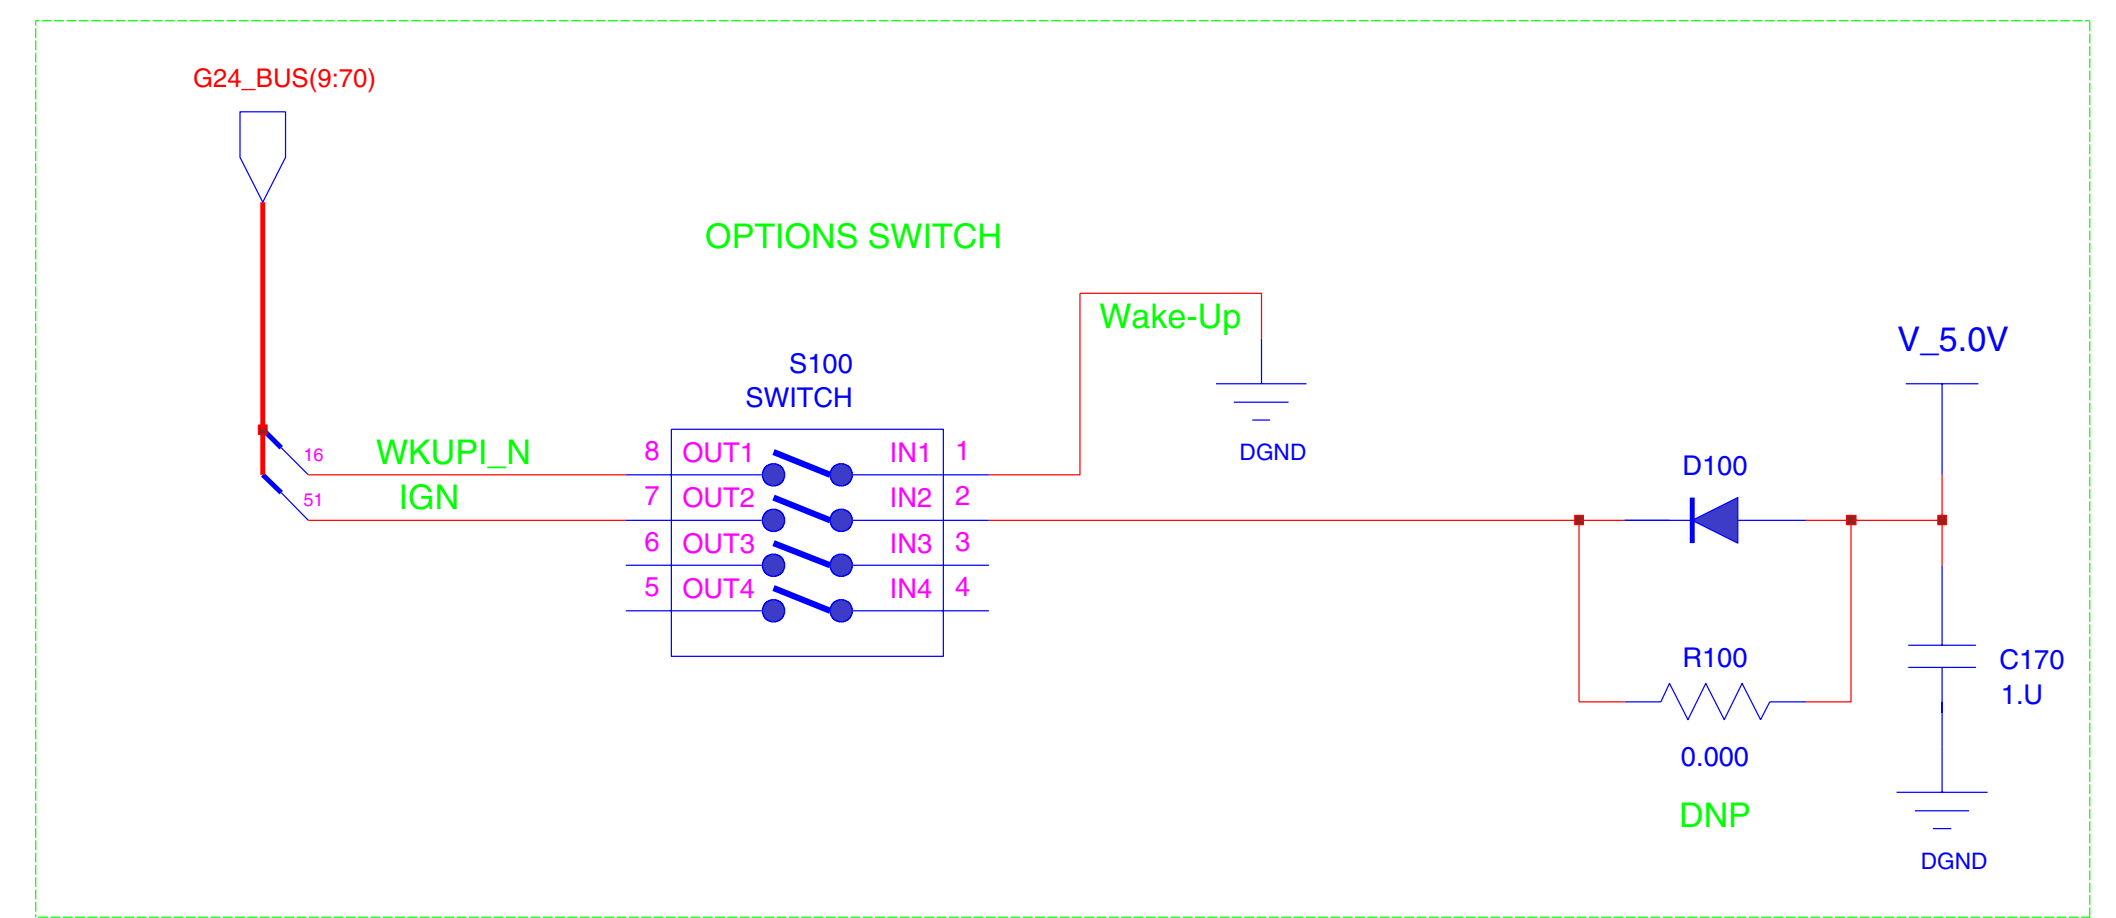 G24_BUS(9:70)
OPTIONS SWITCH
Wake-Up
V_5.0V
S100
SWITCH
DGND
16 WKUPI_N 8 OUT1 IN1 1
51 IGN 7 OUT2 IN2 2
6 OUT3 IN3 3
5 OUT4 IN4 4
D100
R100
0.000
DNP
C170
1.U
DGND